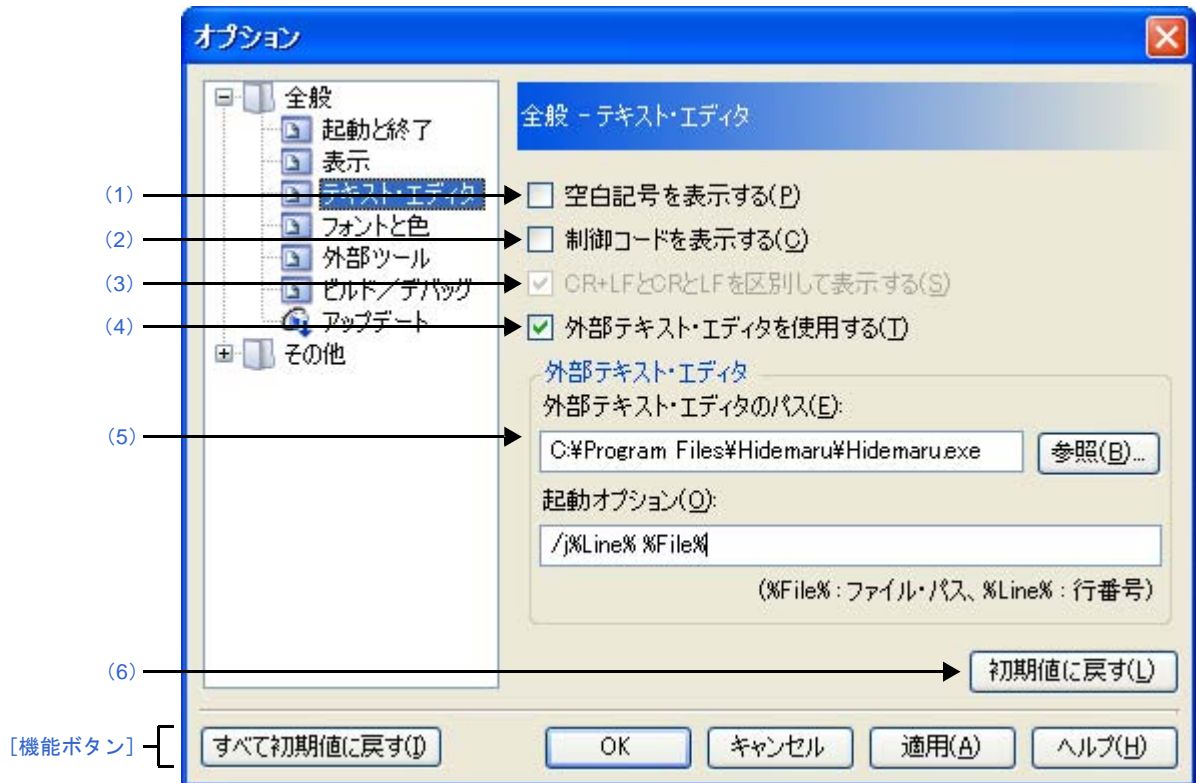 オプション
全般
起動と終了
表示
テキスト・エディタ
フォントと色
外部ツール
ビルド／デバッグ
アップデート
その他
全般 - テキスト・エディタ
(1)
空白記号を表示する(P)
(2)
制御コードを表示する(C)
(3)
CR+LFとCRとLFを区別して表示する(S)
(4)
外部テキスト・エディタを使用する(T)
外部テキスト・エディタ
外部テキスト・エディタのパス(E):
(5)
C:¥Program Files¥Hidemaru¥Hidemaru.exe
参照(B)...
起動オプション(O):
/j%Line% %File%
(%File% : ファイル・パス、%Line% : 行番号)
(6)
初期値に戻す(L)
[機能ボタン]
すべて初期値に戻す(I)
OK
キャンセル
適用(A)
ヘルプ(H)